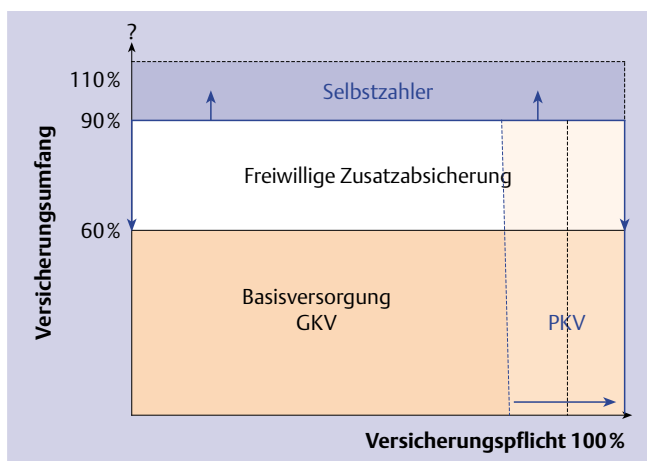 ?
110 %
Selbstzahler
90 %
Freiwillige Zusatzabsicherung
60 %
Versicherungsumfang
Basisversorgung
GKV
PKV
Versicherungspflicht 100 %